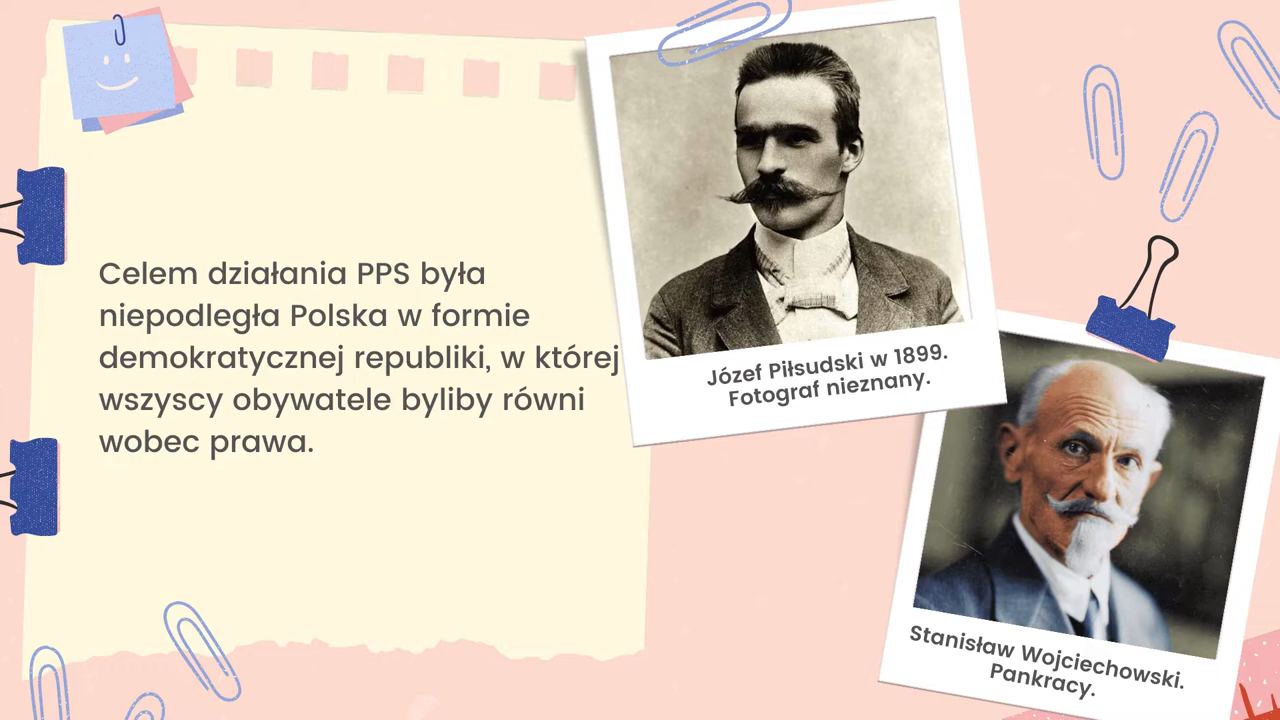 Celem działania PPS była
niepodległa Polska w formie
demokratycznej republiki, w której
wszyscy obywatele byliby równi
wobec prawa.
Józef Piłsudski w 1899.
Fotograf nieznany.
Stanisław Wojciechowski.
Pankracy.